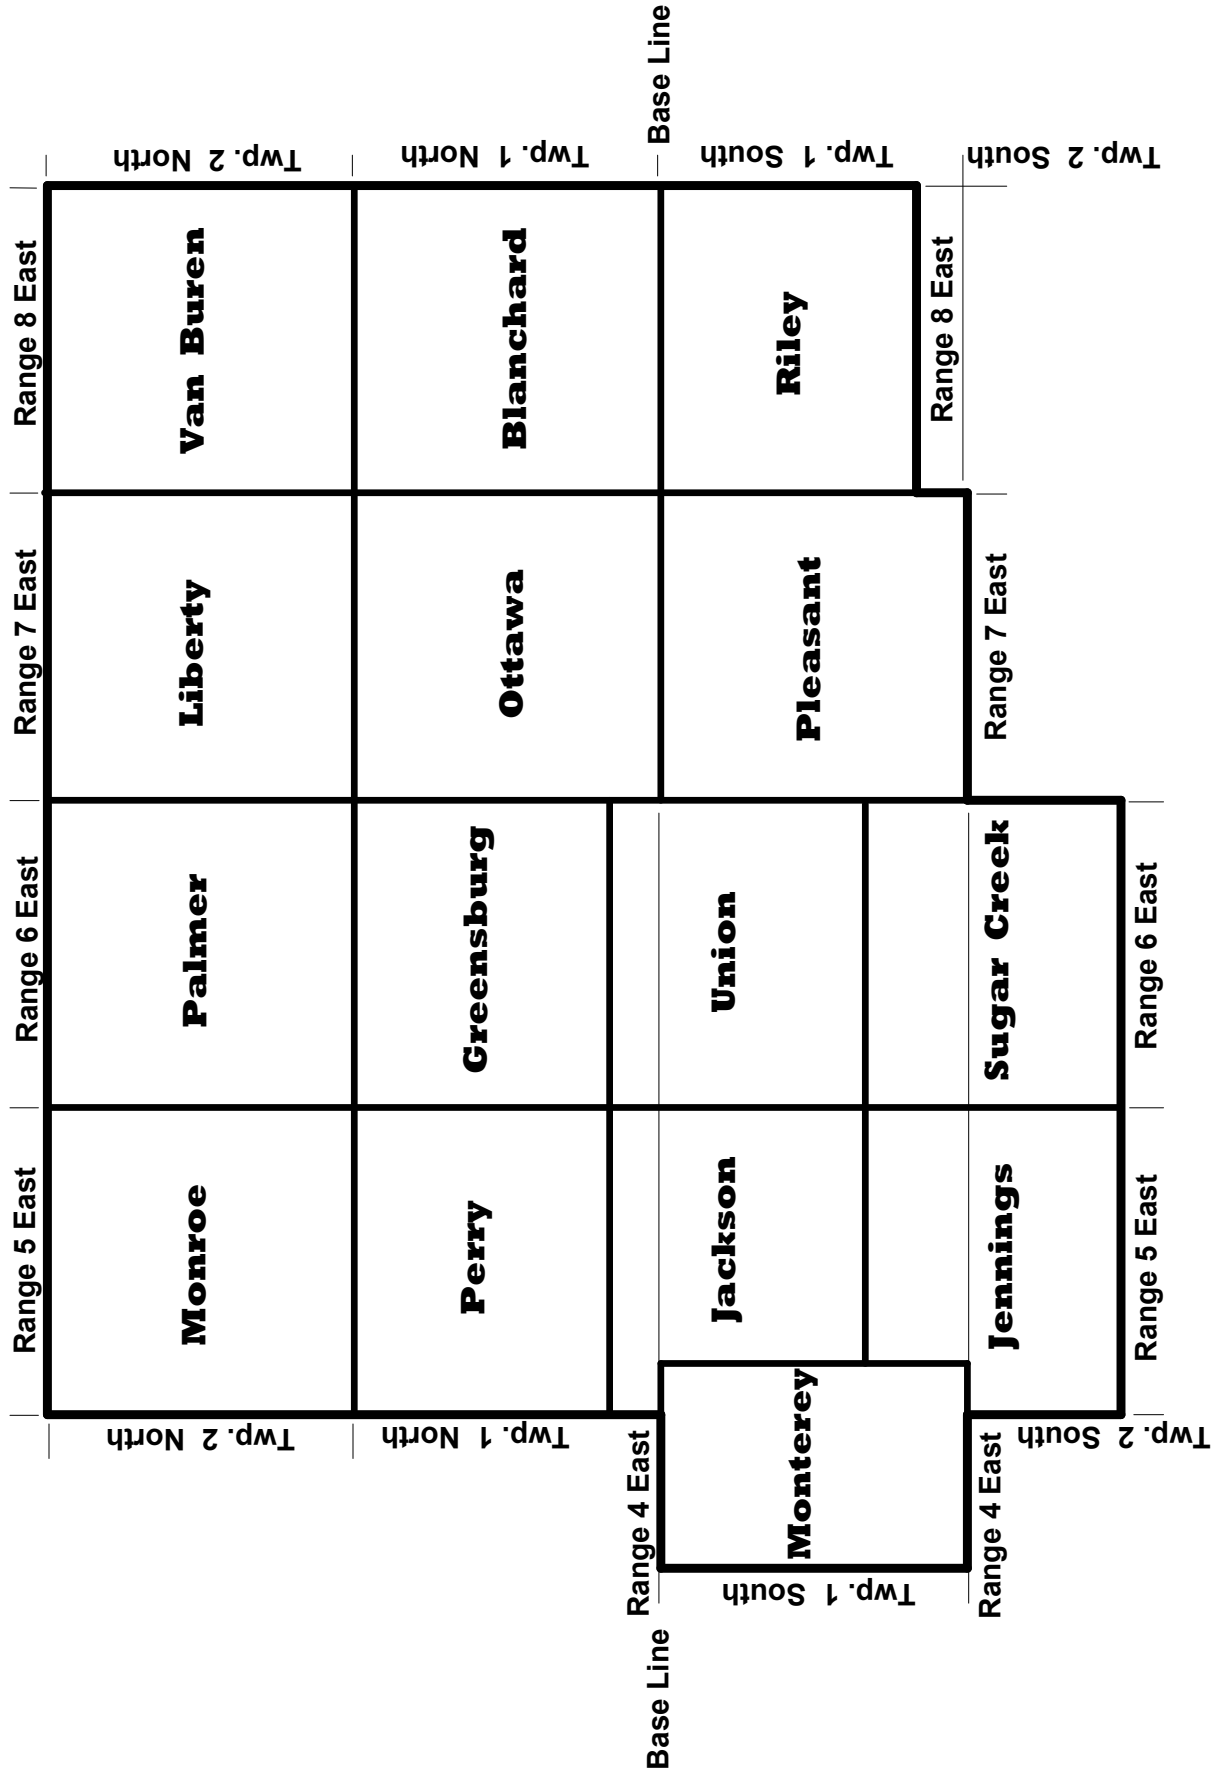 Range 5 East
Range 6 East
Range 7 East
Range 8 East
Twp. 2 North
Monroe
Palmer
Liberty
Van Buren
Twp. 2 North
Twp. 1 North
Perry
Greensburg
Ottawa
Blanchard
Twp. 1 North
Base Line
Range 4 East
Base Line
Twp. 1 South
Monterey
Jackson
Union
Pleasant
Riley
Twp. 1 South
Range 8 East
Range 4 East
Twp. 2 South
Jennings
Sugar Creek
Range 7 East
Twp. 2 South
Range 5 East
Range 6 East